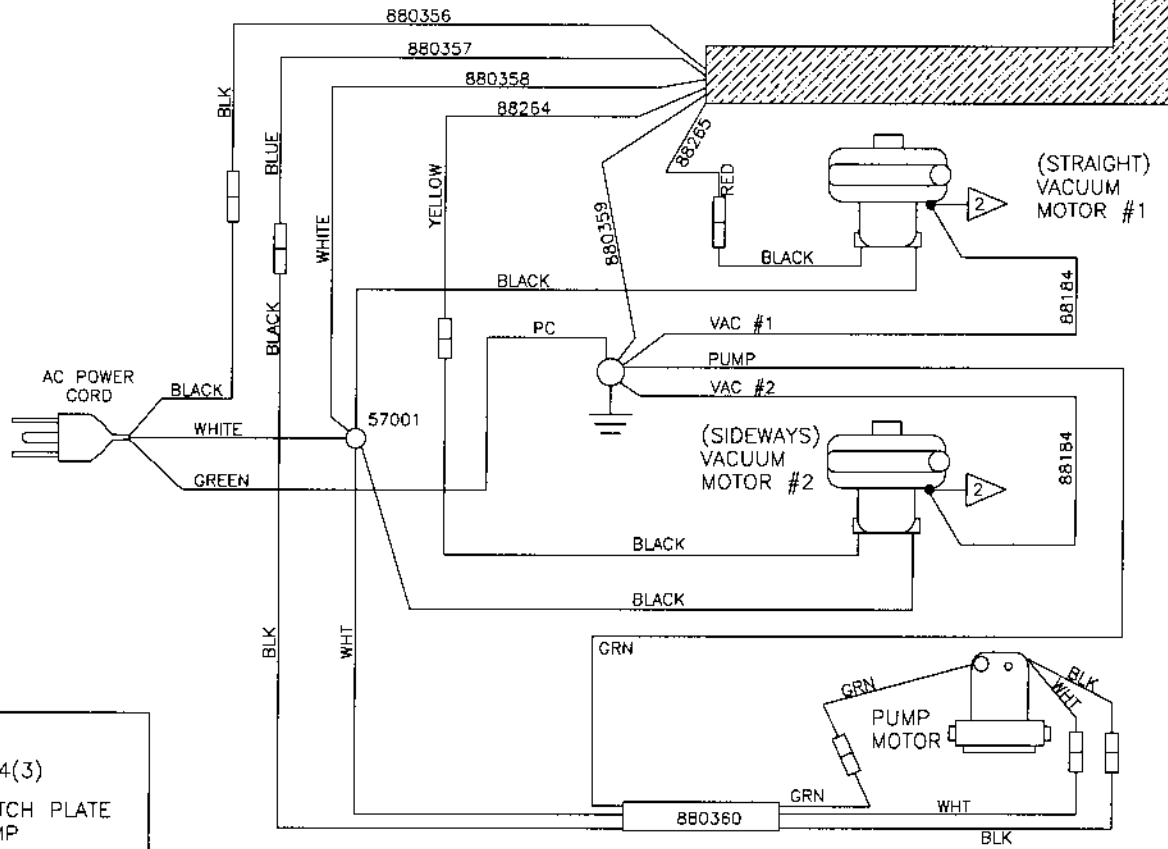 880356
880357
880358
88264
BLK
BLUE
WHITE
YELLOW
880359
88265
RED
(STRAIGHT)
VACUUM
MOTOR #1
2
BLACK
BLACK
88184
BLACK
PC
VAC #1
PUMP
VAC #2
AC POWER
CORD
BLACK
WHITE
GREEN
57001
(SIDEWAYS)
VACUUM
MOTOR #2
2
88184
BLACK
BLACK
BLK
WHT
GRN
GRN
PUMP
MOTOR
BLK
WHT
GRN
880360
WHT
BLK
4(3)
TCH PLATE
MP